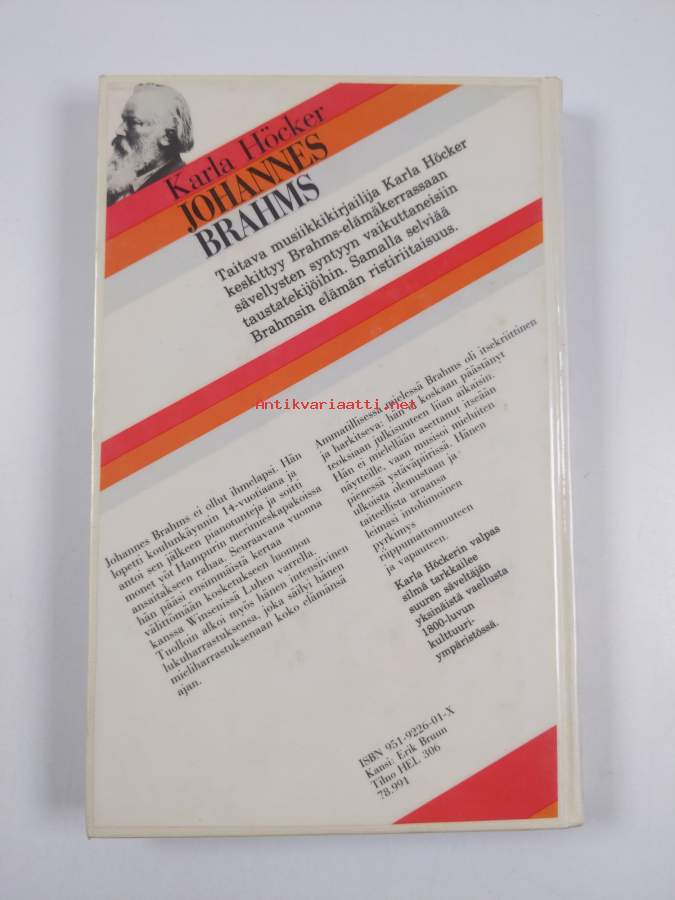 Karla Höcker
JOHANNES
BRAHMS
Taitava musiikkikirjailija Karla Höcker
keskittyy Brahms-elämäkerrassaan
sävellysten syntyyn vaikuttaneisiin
taustatekijöihin. Samalla selviää
Brahmsin elämän ristiriitaisuus.
Antikvariaatti.net
Johannes Brahms ei ollut ihmelapsi. Hän
lopetti koulunkäynnin 14-vuotiaana ja
antoi sen jälkeen pianotunteja ja soitti
monet yöt Hampurin merimieskapakoissa
ansaitakseen rahaa. Seuraavana vuonna
hän pääsi ensimmäistä kertaa
välittömään kosketukseen luonnon
kanssa Winsenissä Luhen varrella.
Tuolloin alkoi myös hänen intensiivinen
lukuharrastuksensa, joka säilyi hänen
mieliharrastuksenaan koko elämänsä
ajan.
Ammatillisessa mielessä Brahms oli itsekriittinen
ja harkitseva: hän ei koskaan päästänyt
teoksiaan julkisuuteen liian aikaisin.
Hän ei mielellään asettanut itseään
näytteille, vaan musisoi mieluiten
pienessä ystäväpiirissä. Hänen
ulkoista olemustaan ja
taiteellista uraansa
leimasi intohimoinen
pyrkimys
riippumattomuuteen
ja vapauteen.
Karla Höckerin valpas
silmä tarkkailee
suuren säveltäjän
yksinäistä vaellusta
1800-luvun
kulttuuri-
ympäristössä.
ISBN 951-9226-01-X
Kansi: Erik Bruun
Tilno HEL 306
78.991